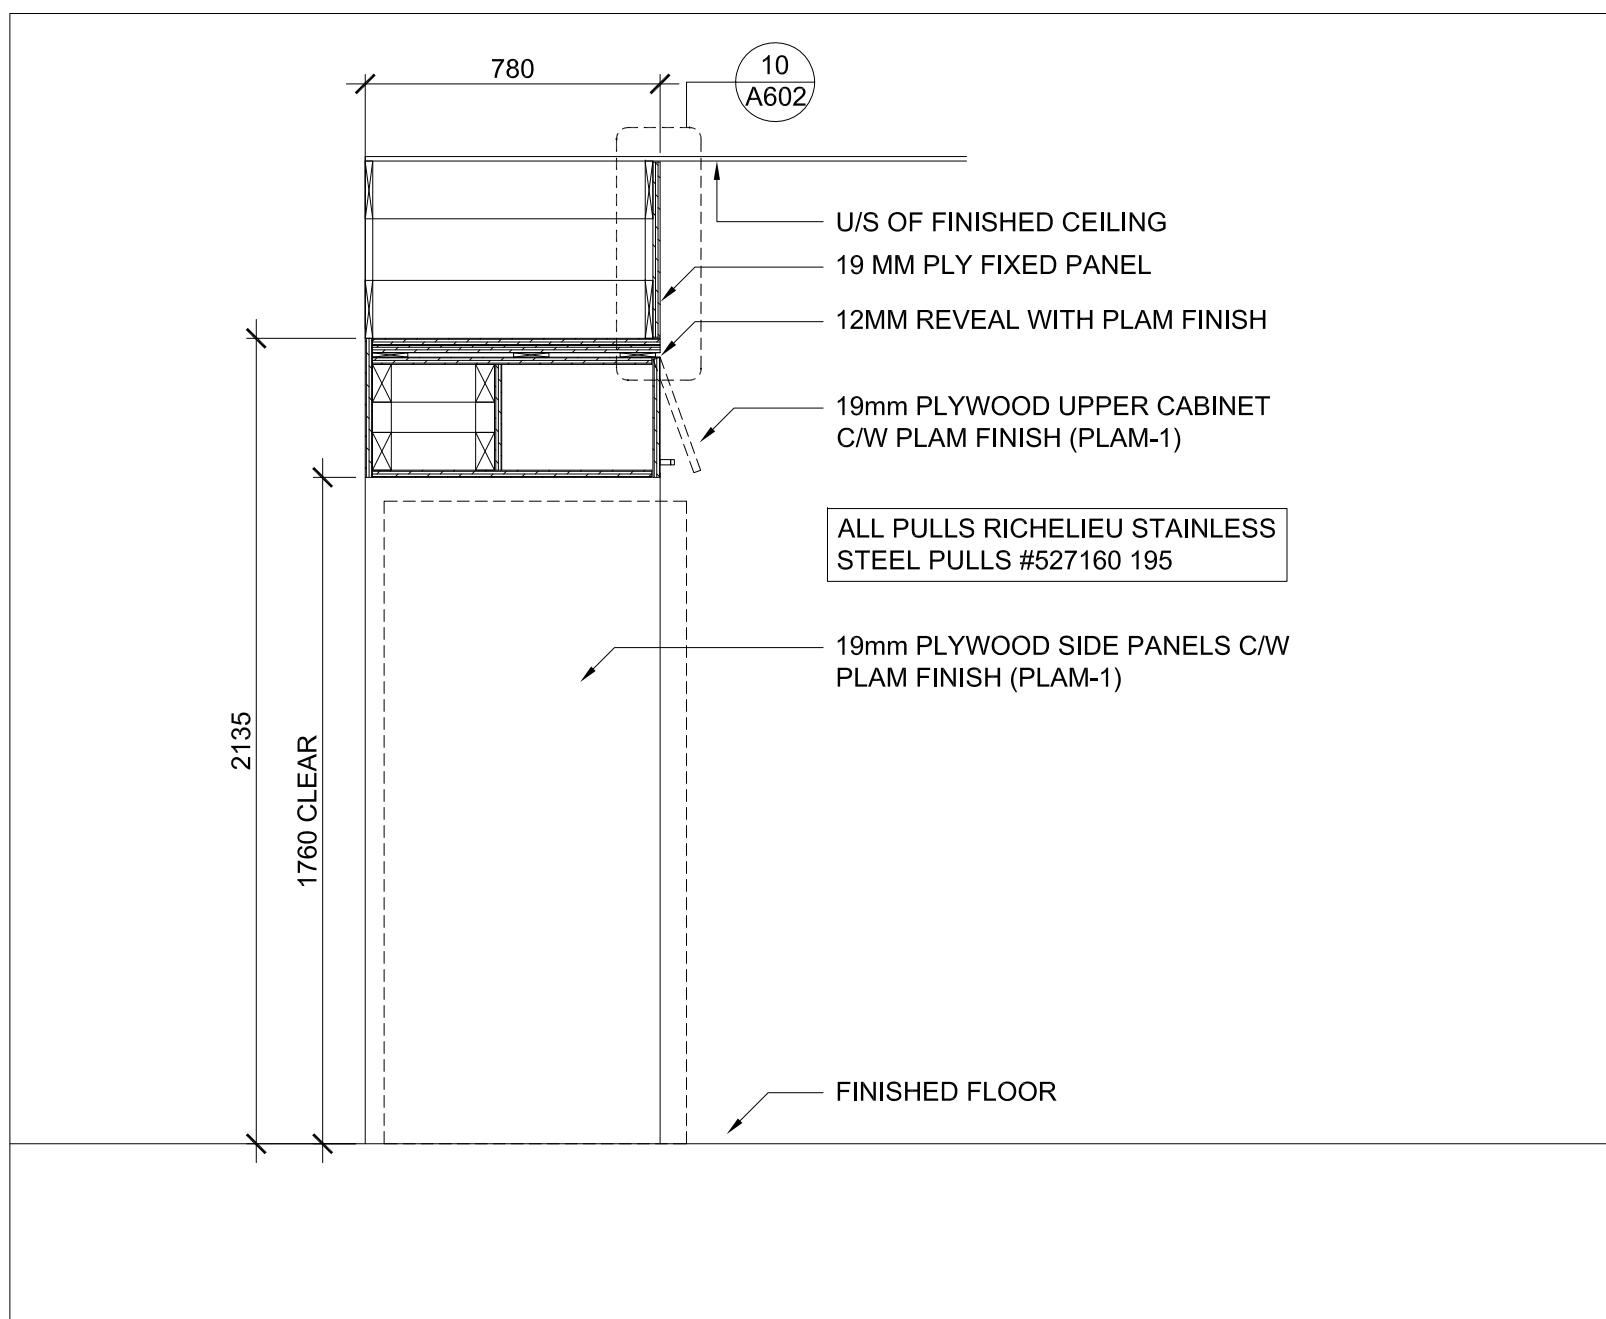 780
10
A602
U/S OF FINISHED CEILING
19 MM PLY FIXED PANEL
12MM REVEAL WITH PLAM FINISH
19mm PLYWOOD UPPER CABINET
C/W PLAM FINISH (PLAM-1)
ALL PULLS RICHELIEU STAINLESS
STEEL PULLS #527160 195
19mm PLYWOOD SIDE PANELS C/W
PLAM FINISH (PLAM-1)
2135
1760 CLEAR
FINISHED FLOOR